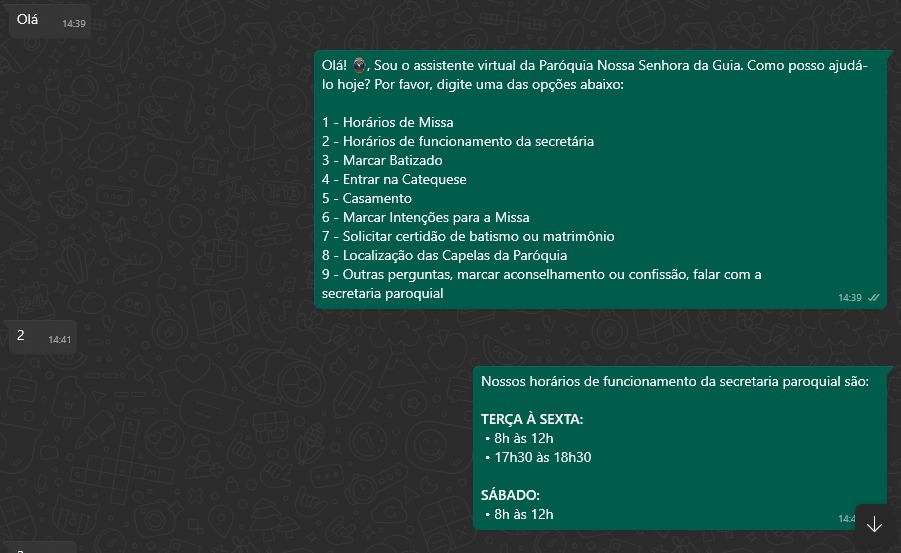 Olá
14:39
Olá! , Sou o assistente virtual da Paróquia Nossa Senhora da Guia. Como posso ajudá-
lo hoje? Por favor, digite uma das opções abaixo:
1 - Horários de Missa
2 - Horários de funcionamento da secretária
3 - Marcar Batizado
4 - Entrar na Catequese
5 - Casamento
6 - Marcar Intenções para a Missa
7 - Solicitar certidão de batismo ou matrimônio
8 - Localização das Capelas da Paróquia
9 - Outras perguntas, marcar aconselhamento ou confissão, falar com a
secretaria paroquial
14:39
2
14:41
Nossos horários de funcionamento da secretaria paroquial são:
TERÇA À SEXTA:
• 8h às 12h
• 17h30 às 18h30
SÁBADO:
• 8h às 12h